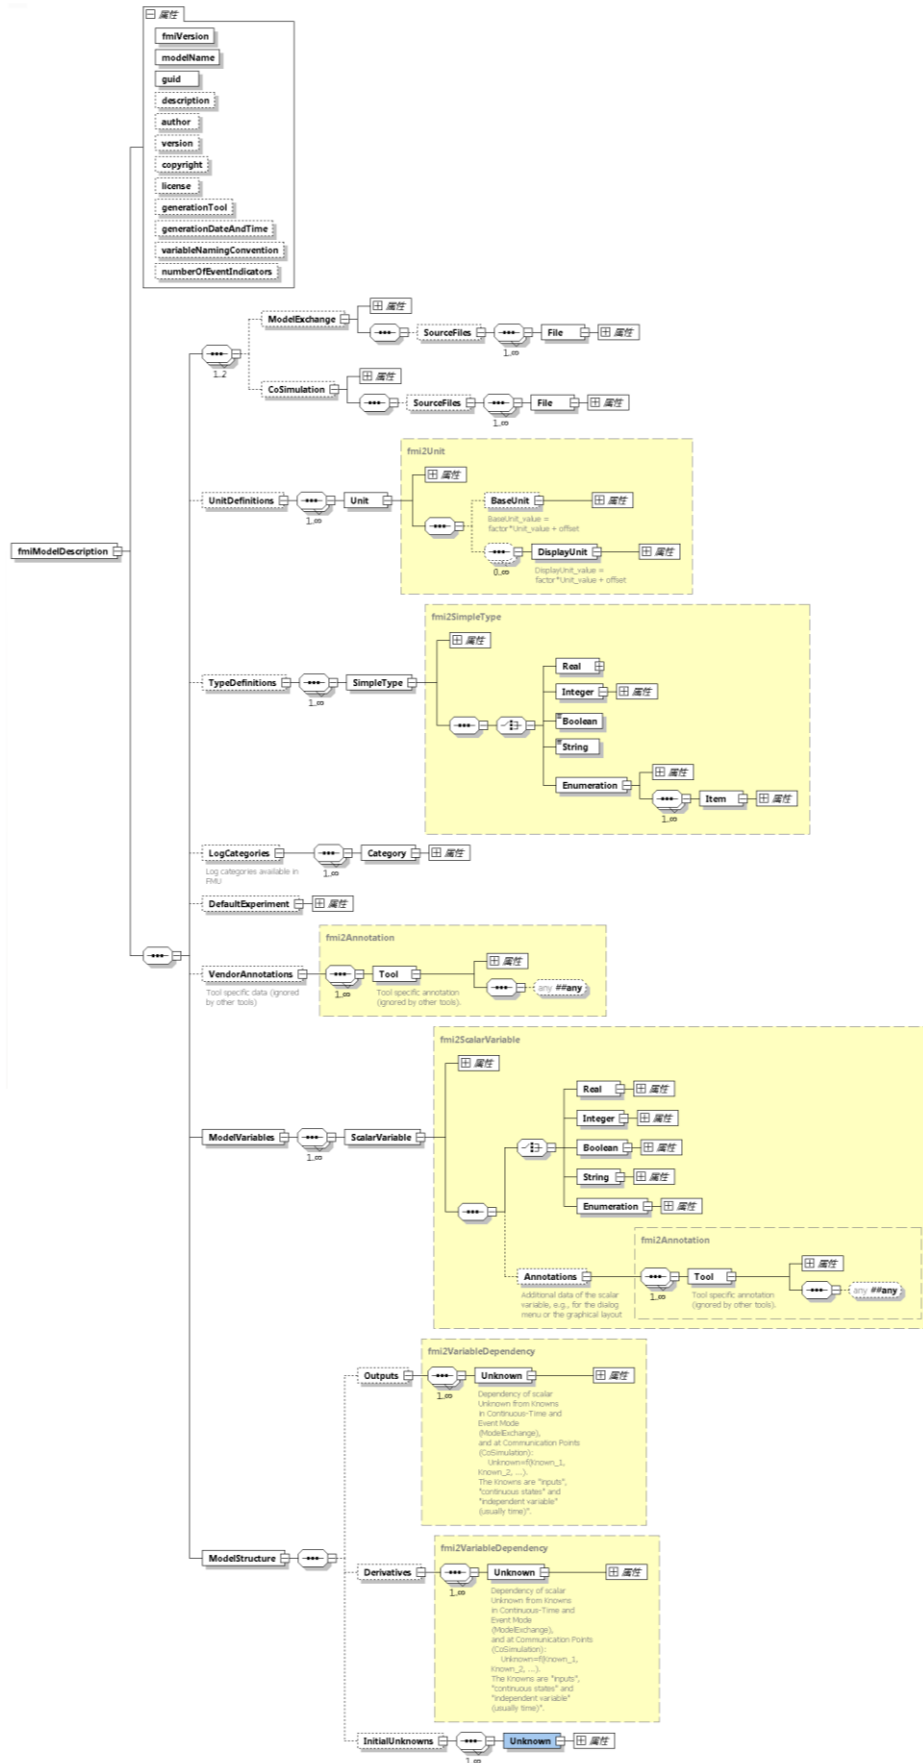 属性
fmiVersion
modelName
guid
description
author
version
copyright
license
generationTool
generationDateAndTime
variableNamingConvention
numberOfEventIndicators
属性
ModelExchange
SourceFiles
File
属性
1..∞
1..2
属性
CoSimulation
SourceFiles
File
属性
1..∞
fmi2Unit
属性
UnitDefinitions
Unit
BaseUnit
属性
1..∞
BaseUnit_value =
factor*Unit_value + offset
fmiModelDescription
DisplayUnit
属性
0..∞
DisplayUnit_value =
factor*Unit_value + offset
fmi2SimpleType
属性
Real
TypeDefinitions
SimpleType
Integer
属性
1..∞
Boolean
String
属性
Enumeration
Item
属性
1..∞
LogCategories
Category
属性
Log categories available in
FMU
1..∞
DefaultExperiment
属性
fmi2Annotation
属性
VendorAnnotations
Tool
any ##any
Tool specific data (ignored
by other tools)
1..∞
Tool specific annotation
(ignored by other tools).
fmi2ScalarVariable
属性
Real
属性
Integer
属性
ModelVariables
ScalarVariable
Boolean
属性
1..∞
String
属性
Enumeration
属性
fmi2Annotation
属性
Annotations
Tool
any ##any
Additional data of the scalar
variable, e.g., for the dialog
menu or the graphical layout
1..∞
Tool specific annotation
(ignored by other tools).
fmi2VariableDependency
Outputs
Unknown
属性
1..∞
Dependency of scalar
Unknown from Knowns
in Continuous-Time and
Event Mode
(ModelExchange),
and at Communication Points
(CoSimulation):
Unknown=f(Known_1,
Known_2, ...).
The Knowns are "inputs",
"continuous states" and
"independent variable"
(usually time)".
ModelStructure
fmi2VariableDependency
Derivatives
Unknown
属性
1..∞
Dependency of scalar
Unknown from Knowns
in Continuous-Time and
Event Mode
(ModelExchange),
and at Communication Points
(CoSimulation):
Unknown=f(Known_1,
Known_2, ...).
The Knowns are "inputs",
"continuous states" and
"independent variable"
(usually time)".
InitialUnknowns
Unknown
属性
1..∞